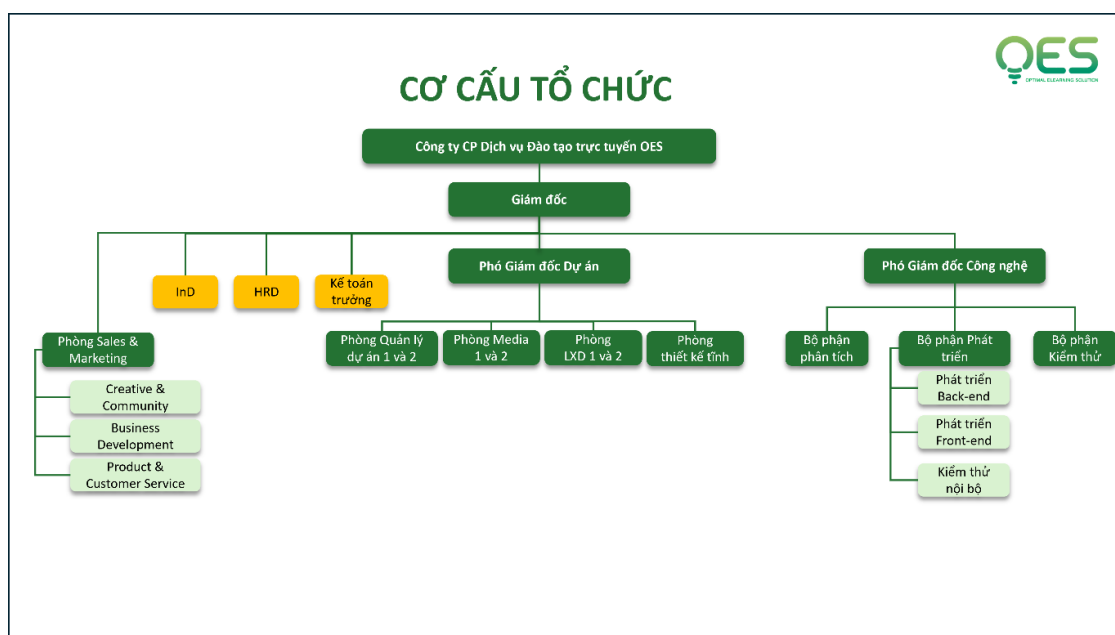 OES
OPTIMAL ELEARNING SOLUTION
CƠ CẤU TỔ CHỨC
Công ty CP Dịch vụ Đào tạo trực tuyến OES
Giám đốc
InD
HRD
Kế toán
trưởng
Phó Giám đốc Dự án
Phó Giám đốc Công nghệ
Phòng Sales &
Marketing
Creative &
Community
Business
Development
Product &
Customer Service
Phòng Quản lý
dự án 1 và 2
Phòng Media
1 và 2
Phòng
LXD 1 và 2
Phòng
thiết kế tĩnh
Bộ phận
phân tích
Bộ phận Phát
triển
Phát triển
Back-end
Phát triển
Front-end
Kiểm thử
nội bộ
Bộ phận
Kiểm thử